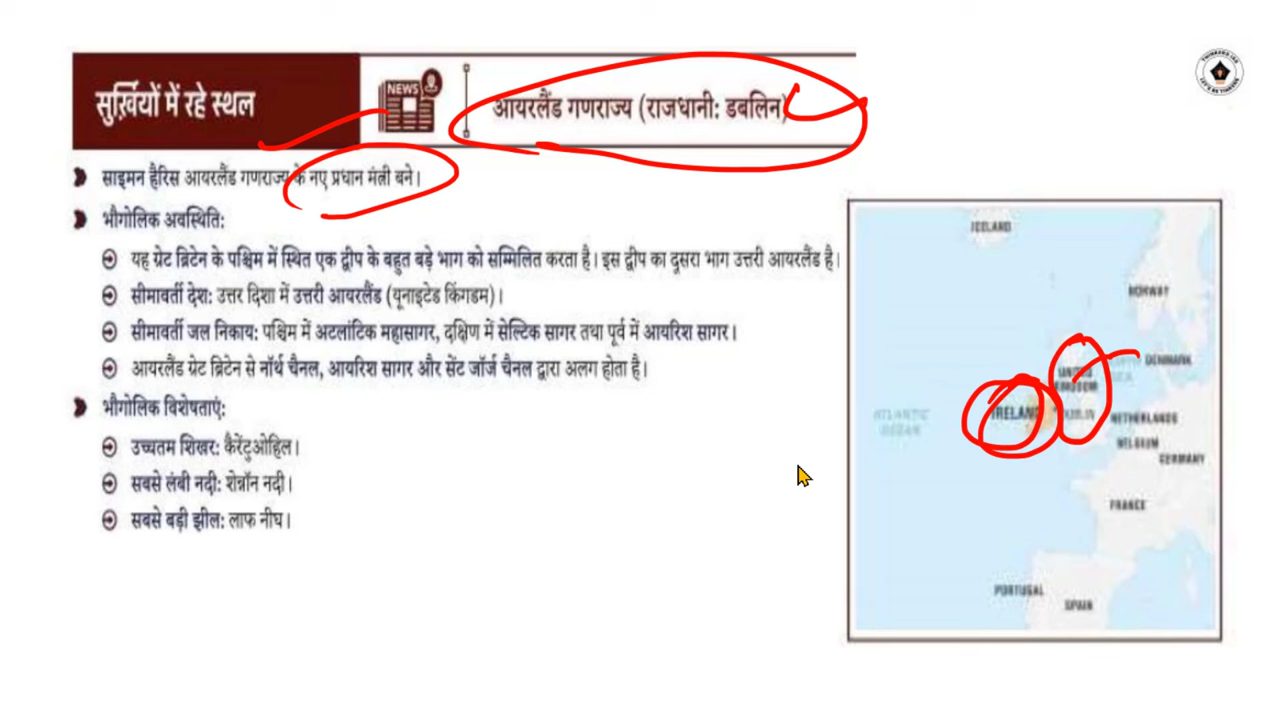 सुर्ख़ियों में रहे स्थल
NEWS
आयरलैंड गणराज्य (राजधानी: डबलिन)
साइमन हैरिस आयरलैंड गणराज्य के नए प्रधान मंत्री बने।
भौगोलिक अवस्थिति:
यह ग्रेट ब्रिटेन के पश्चिम में स्थित एक द्वीप के बहुत बड़े भाग को सम्मिलित करता है। इस द्वीप का दूसरा भाग उत्तरी आयरलैंड है।
सीमावर्ती देश: उत्तर दिशा में उत्तरी आयरलैंड (यूनाइटेड किंगडम)।
सीमावर्ती जल निकाय: पश्चिम में अटलांटिक महासागर, दक्षिण में सेल्टिक सागर तथा पूर्व में आयरिश सागर।
आयरलैंड ग्रेट ब्रिटेन से नॉर्थ चैनल, आयरिश सागर और सेंट जॉर्ज चैनल द्वारा अलग होता है।
भौगोलिक विशेषताएं:
उच्चतम शिखर: कैरेंटुओहिल।
सबसे लंबी नदी: शेन्नॉन नदी।
सबसे बड़ी झील: लाफ नीघ।
ICELAND
NORWAY
DENMARK
UNITED
KINGDOM
IRELAND
ATLANTIC
OCEAN
NETHERLANDS
BELGIUM
GERMANY
FRANCE
PORTUGAL
SPAIN